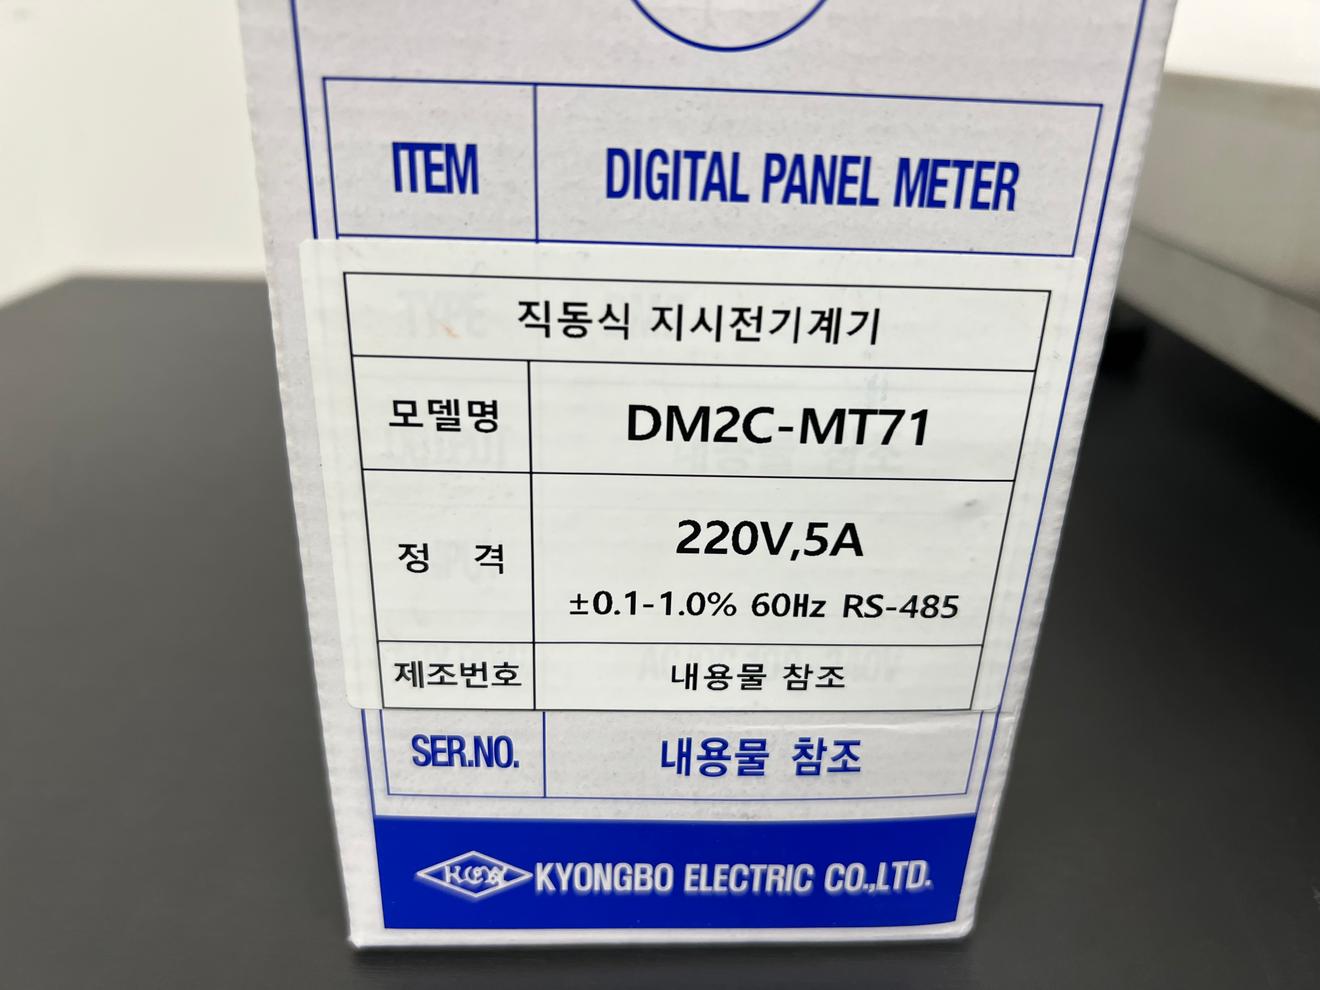 ITEM DIGITAL PANEL METER
직동식 지시전기계기
모델명 DM2C-MT71
정 격 220V,5A
±0.1-1.0% 60Hz RS-485
제조번호 내용물 참조
SER.NO. 내용물 참조
KYONGBO ELECTRIC CO.,LTD.